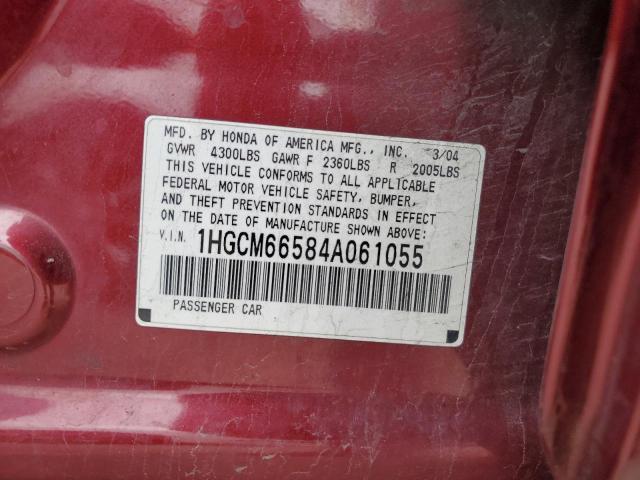 MFD. BY HONDA OF AMERICA MFG., INC. 3/04
GVWR 4300LBS GAWR F 2360LBS R 2005LBS
THIS VEHICLE CONFORMS TO ALL APPLICABLE
FEDERAL MOTOR VEHICLE SAFETY, BUMPER,
AND THEFT PREVENTION STANDARDS IN EFFECT
ON THE DATE OF MANUFACTURE SHOWN ABOVE:
V.I.N. 1HGCM66584A061055
PASSENGER CAR